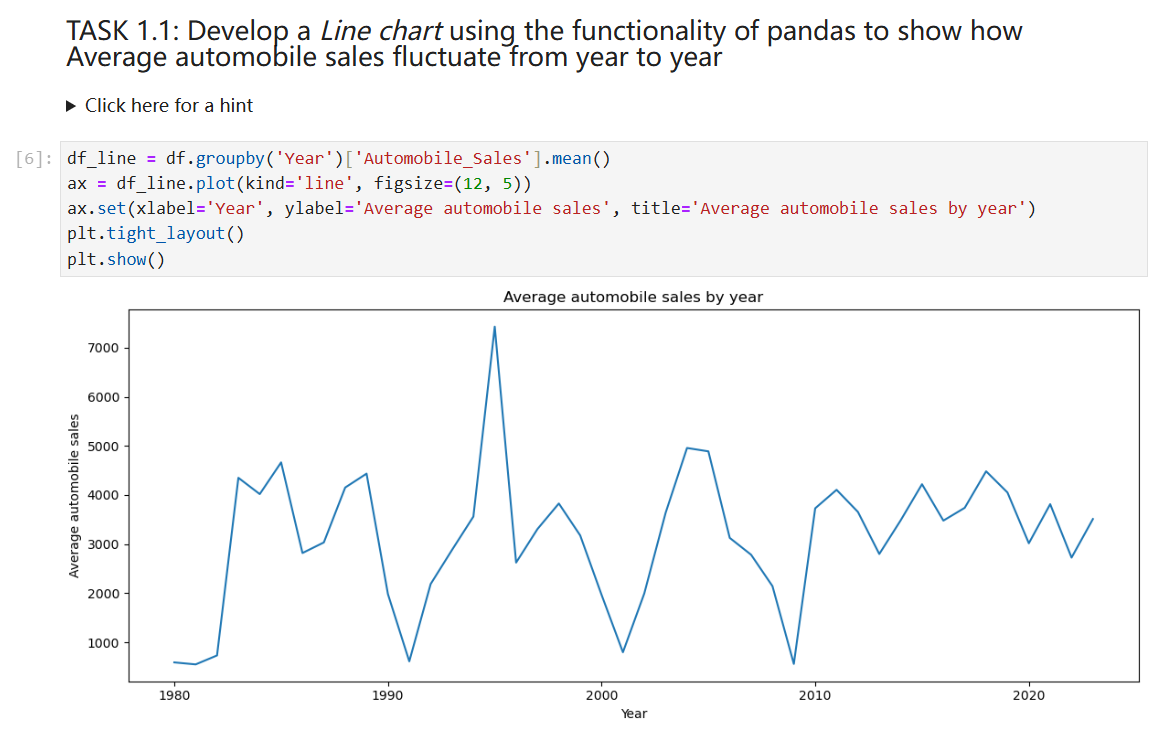 TASK 1.1: Develop a Line chart using the functionality of pandas to show how
Average automobile sales fluctuate from year to year
Click here for a hint
[6]:
df_line = df.groupby('Year')['Automobile_Sales'].mean()
ax = df_line.plot(kind='line', figsize=(12, 5))
ax.set(xlabel='Year', ylabel='Average automobile sales', title='Average automobile sales by year')
plt.tight_layout()
plt.show()
Average automobile sales by year
Average automobile sales
7000
6000
5000
4000
3000
2000
1000
1980 1990 2000 2010 2020
Year